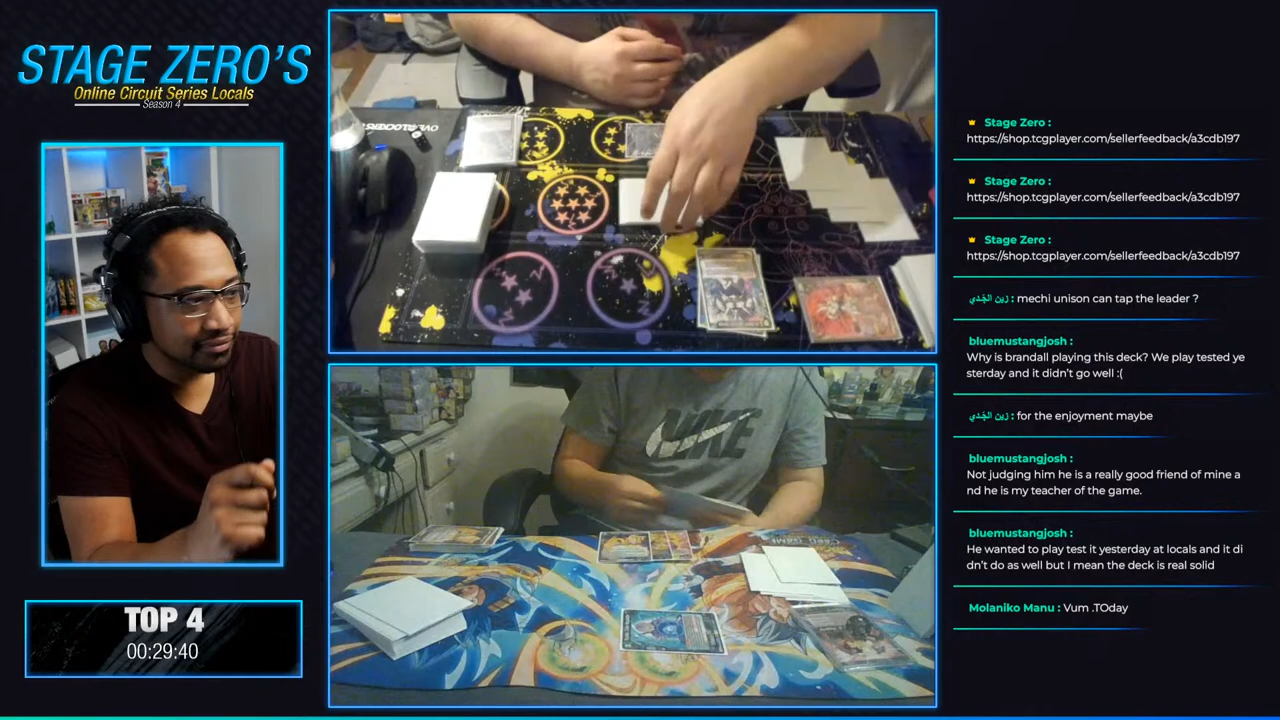 STAGE ZERO'S
Online Circuit Series Locals
Season 4
TOP 4
00:29:40
NIKE
Stage Zero :
https://shop.tcgplayer.com/sellerfeedback/a3cdb197
Stage Zero :
https://shop.tcgplayer.com/sellerfeedback/a3cdb197
Stage Zero :
https://shop.tcgplayer.com/sellerfeedback/a3cdb197
زين الجَدي : mechi unison can tap the leader ?
bluemustangjosh :
Why is brandall playing this deck? We play tested ye
sterday and it didn't go well :(
زين الجَدي : for the enjoyment maybe
bluemustangjosh :
Not judging him he is a really good friend of mine a
nd he is my teacher of the game.
bluemustangjosh :
He wanted to play test it yesterday at locals and it di
dn't do as well but I mean the deck is real solid
Molaniko Manu : Vum .TOday